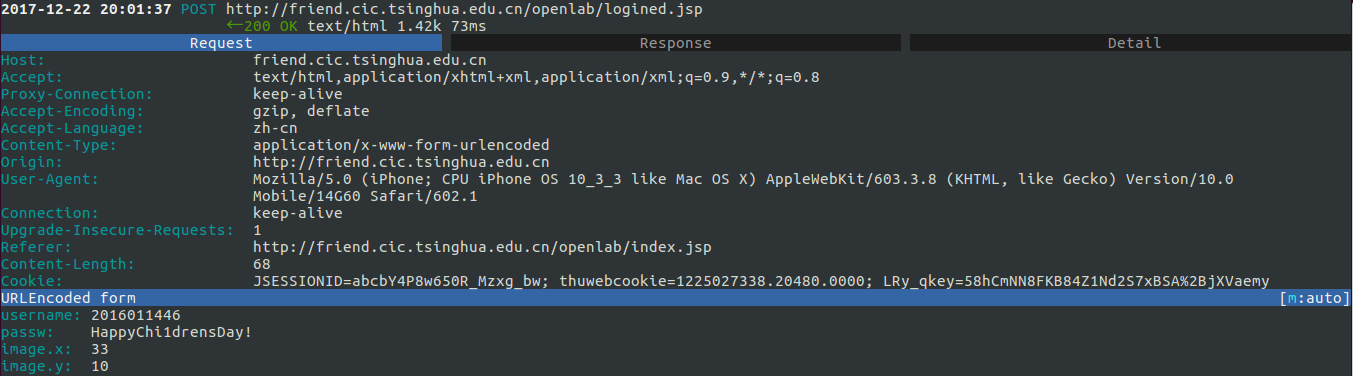 2017-12-22 20:01:37 POST http://friend.cic.tsinghua.edu.cn/openlab/logined.jsp
←200 OK text/html 1.42k 73ms
Request Response Detail
Host: friend.cic.tsinghua.edu.cn
Accept: text/html,application/xhtml+xml,application/xml;q=0.9,*/*;q=0.8
Proxy-Connection: keep-alive
Accept-Encoding: gzip, deflate
Accept-Language: zh-cn
Content-Type: application/x-www-form-urlencoded
Origin: http://friend.cic.tsinghua.edu.cn
User-Agent: Mozilla/5.0 (iPhone; CPU iPhone OS 10_3_3 like Mac OS X) AppleWebKit/603.3.8 (KHTML, like Gecko) Version/10.0
Mobile/14G60 Safari/602.1
Connection: keep-alive
Upgrade-Insecure-Requests: 1
Referer: http://friend.cic.tsinghua.edu.cn/openlab/index.jsp
Content-Length: 68
Cookie: JSESSIONID=abcbY4P8w650R_Mzxg_bw; thuwebcookie=1225027338.20480.0000; LRy_qkey=58hCmNN8FKB84Z1Nd2S7xBSA%2BjXVaemy
URLEncoded form [m:auto]
username: 2016011446
passw: HappyChi1drensDay!
image.x: 33
image.y: 10